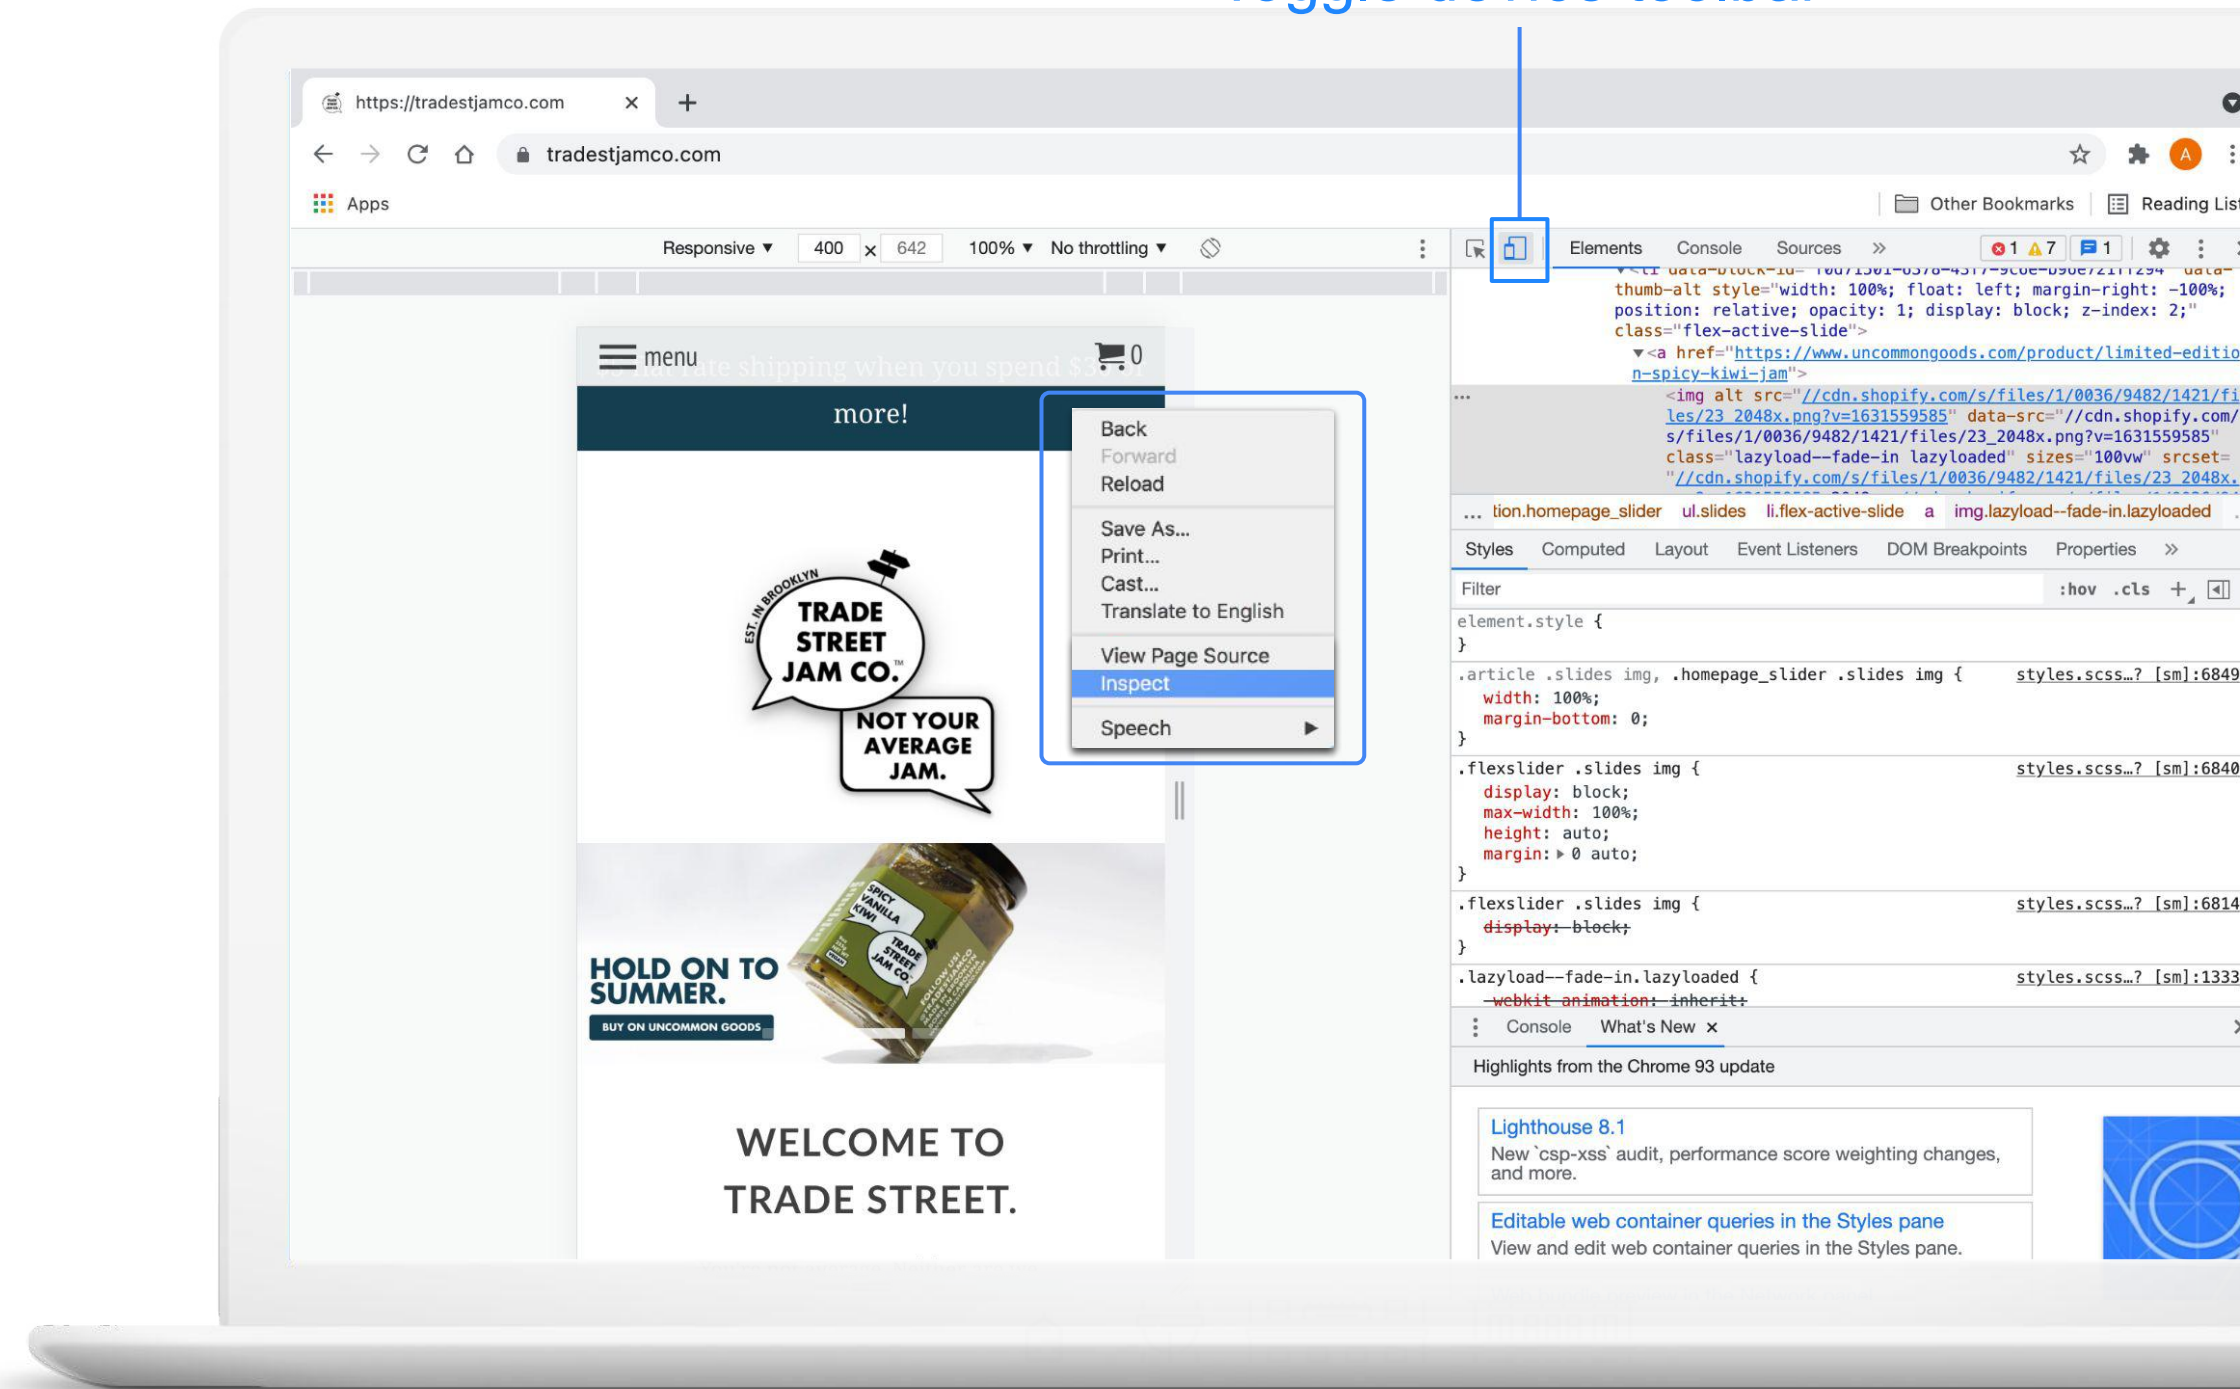 Toggle device toolbar
https://tradestjamco.com
tradestjamco.com
A
Apps
Other Bookmarks
Reading List
Responsive ▼ 400 x 642 100% ▼ No throttling ▼
Elements Console Sources » 1 7 1
thumb-alt style="width: 100%; float: left; margin-right: -100%;
position: relative; opacity: 1; display: block; z-index: 2;"
class="flex-active-slide">
▼<a href="https://www.uncommongoods.com/product/limited-editio
n-spicy-kiwi-jam">
<img alt src="//cdn.shopify.com/s/files/1/0036/9482/1421/fi
les/23_2048x.png?v=1631559585" data-src="//cdn.shopify.com/
s/files/1/0036/9482/1421/files/23_2048x.png?v=1631559585"
class="lazyload--fade-in lazyloaded" sizes="100vw" srcset=
"//cdn.shopify.com/s/files/1/0036/9482/1421/files/23_2048x.
... tion.homepage_slider ul.slides li.flex-active-slide a img.lazyload--fade-in.lazyloaded
Styles Computed Layout Event Listeners DOM Breakpoints Properties »
Filter :hov .cls +
element.style {
}
.article .slides img, .homepage_slider .slides img { styles.scss…? [sm]:6849
width: 100%;
margin-bottom: 0;
}
.flexslider .slides img { styles.scss…? [sm]:6840
display: block;
max-width: 100%;
height: auto;
margin: ▶ 0 auto;
}
.flexslider .slides img { styles.scss…? [sm]:6814
display: block;
}
.lazyload--fade-in.lazyloaded { styles.scss…? [sm]:1333
-webkit-animation: inherit;
Console What's New ×
Highlights from the Chrome 93 update
Lighthouse 8.1
New `csp-xss` audit, performance score weighting changes,
and more.
Editable web container queries in the Styles pane
View and edit web container queries in the Styles pane.
menu 0
rate shipping when you spend
more!
Back
Forward
Reload
Save As...
Print...
Cast...
Translate to English
View Page Source
Inspect
Speech ▶
EST. IN BROOKLYN
TRADE
STREET
JAM CO.™
NOT YOUR
AVERAGE
JAM.
SPICY
VANILLA
KIWI
TRADE
STREET
JAM CO.
HOLD ON TO
SUMMER.
BUY ON UNCOMMON GOODS
WELCOME TO
TRADE STREET.